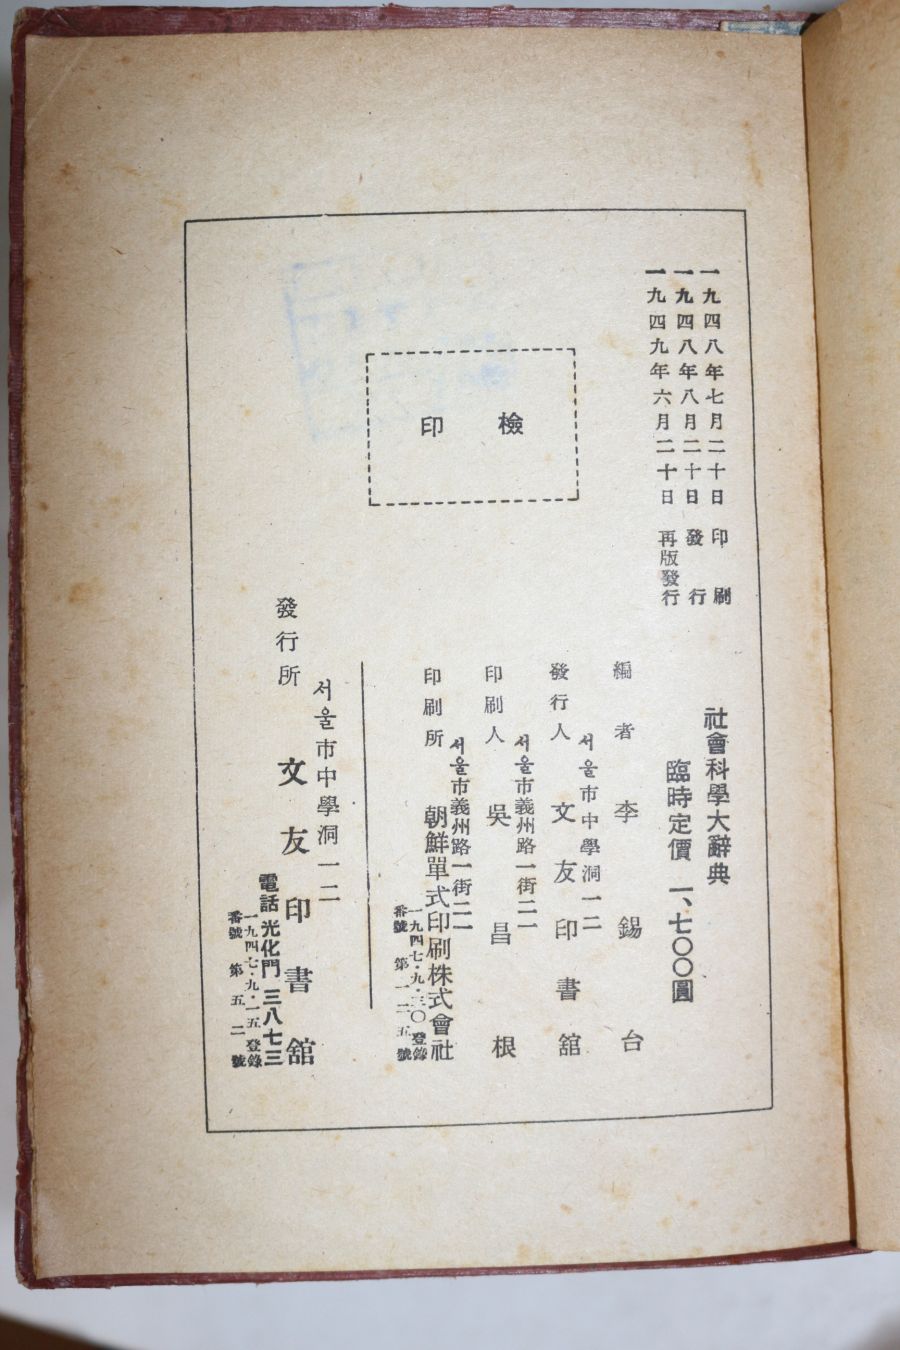 一九四八年七月二十日 印刷
一九四八年八月二十日 發行
一九四九年六月二十日 再版發行
檢印
社會科學大辭典
臨時定價 一、七〇〇圓
編者 李錫台
서울市中學洞一二
發行人 文友印書舘
서울市義州路一街二一
印刷人 吳昌根
서울市義州路一街二一
印刷所 朝鮮單式印刷株式會社
一九四七·九·三〇登錄
番號 第一二五號
서울市中學洞一二
發行所 文友印書舘
電話 光化門 三八七三
一九四七·九·一五登錄
番號 第五二號